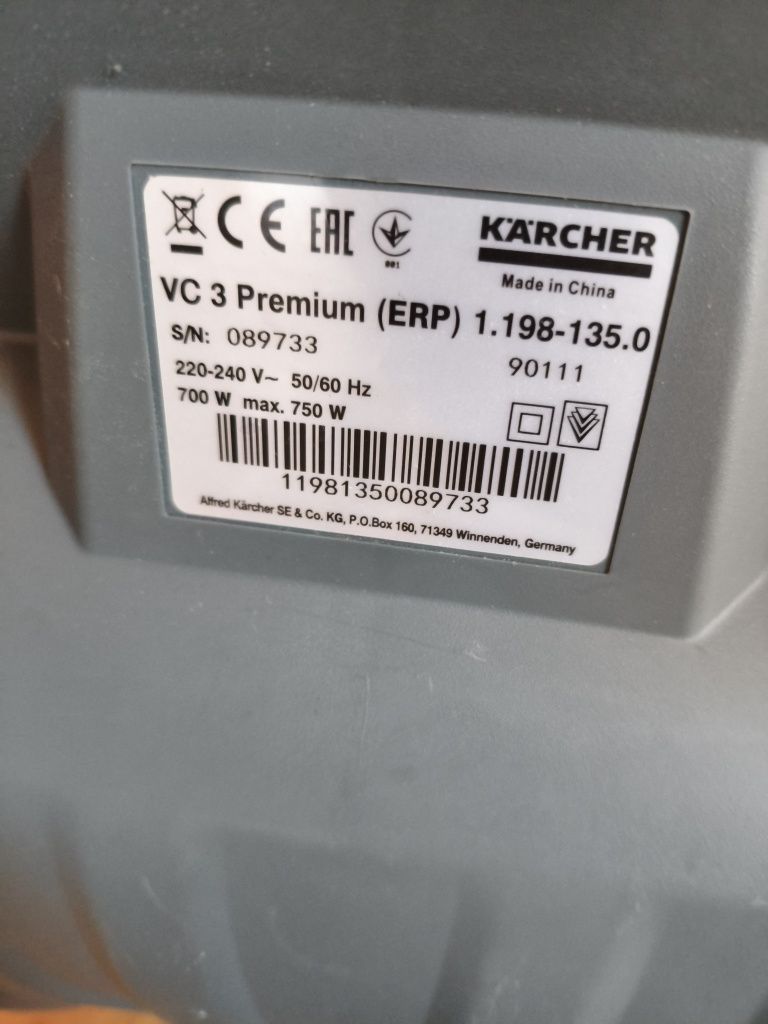 CE EAC
001
KÄRCHER
Made in China
VC 3 Premium (ERP) 1.198-135.0
S/N: 089733
90111
220-240 V~ 50/60 Hz
700 W max. 750 W
11981350089733
Alfred Kärcher SE & Co. KG, P.O.Box 160, 71349 Winnenden, Germany